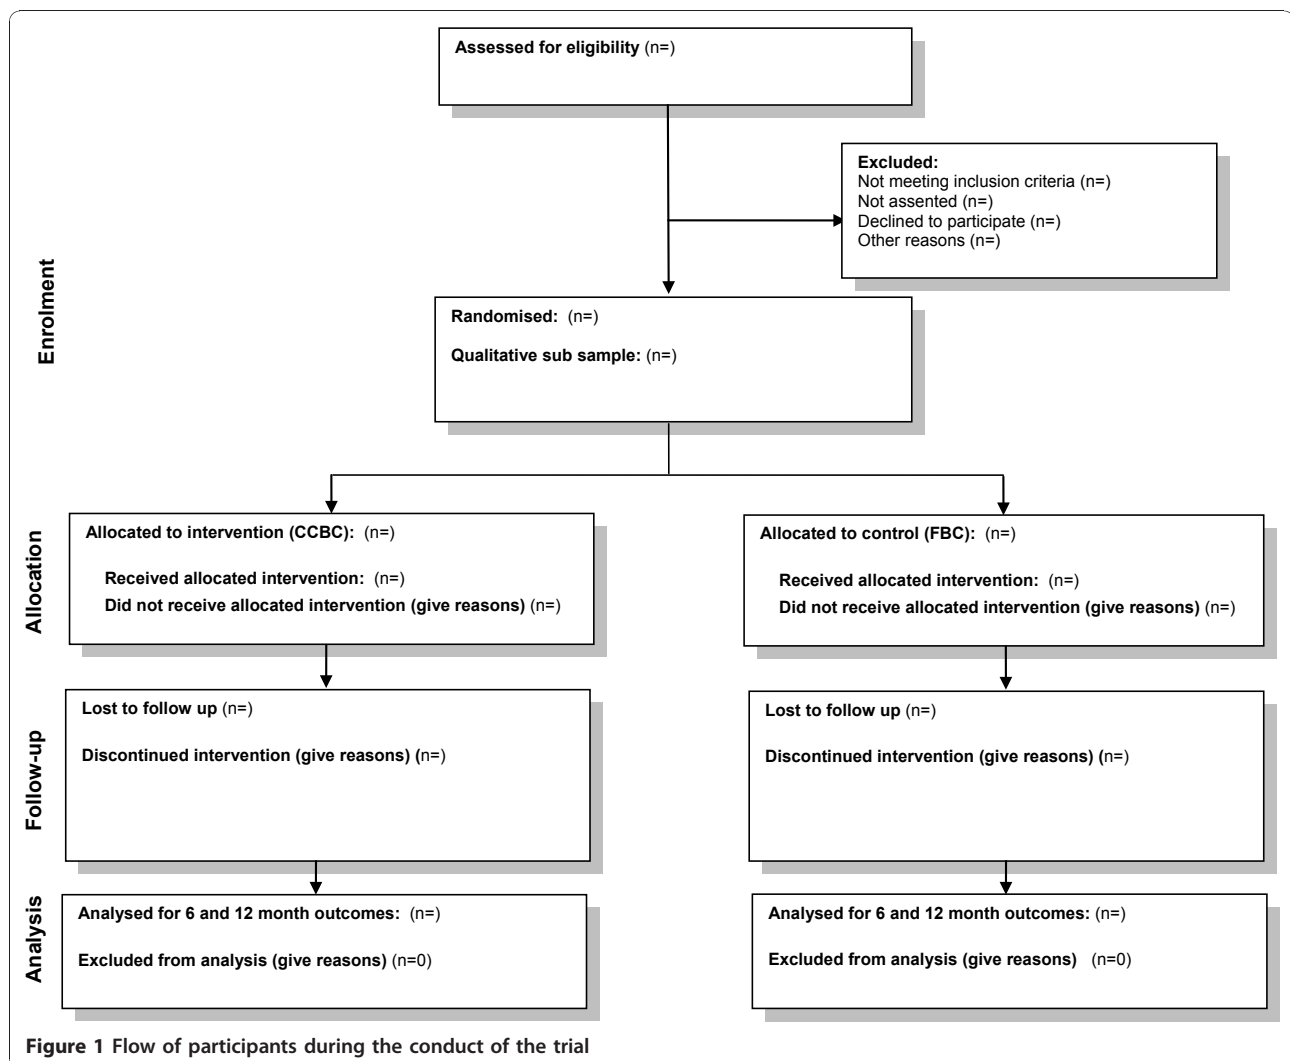 Assessed for eligibility (n=)
Excluded:
Not meeting inclusion criteria (n=)
Not assented (n=)
Declined to participate (n=)
Other reasons (n=)
Enrolment
Randomised: (n=)
Qualitative sub sample: (n=)
Allocation
Allocated to intervention (CCBC): (n=)
Received allocated intervention: (n=)
Did not receive allocated intervention (give reasons) (n=)
Allocated to control (FBC): (n=)
Received allocated intervention: (n=)
Did not receive allocated intervention (give reasons) (n=)
Follow-up
Lost to follow up (n=)
Discontinued intervention (give reasons) (n=)
Lost to follow up (n=)
Discontinued intervention (give reasons) (n=)
Analysis
Analysed for 6 and 12 month outcomes: (n=)
Excluded from analysis (give reasons) (n=0)
Analysed for 6 and 12 month outcomes: (n=)
Excluded from analysis (give reasons) (n=0)
Figure 1 Flow of participants during the conduct of the trial